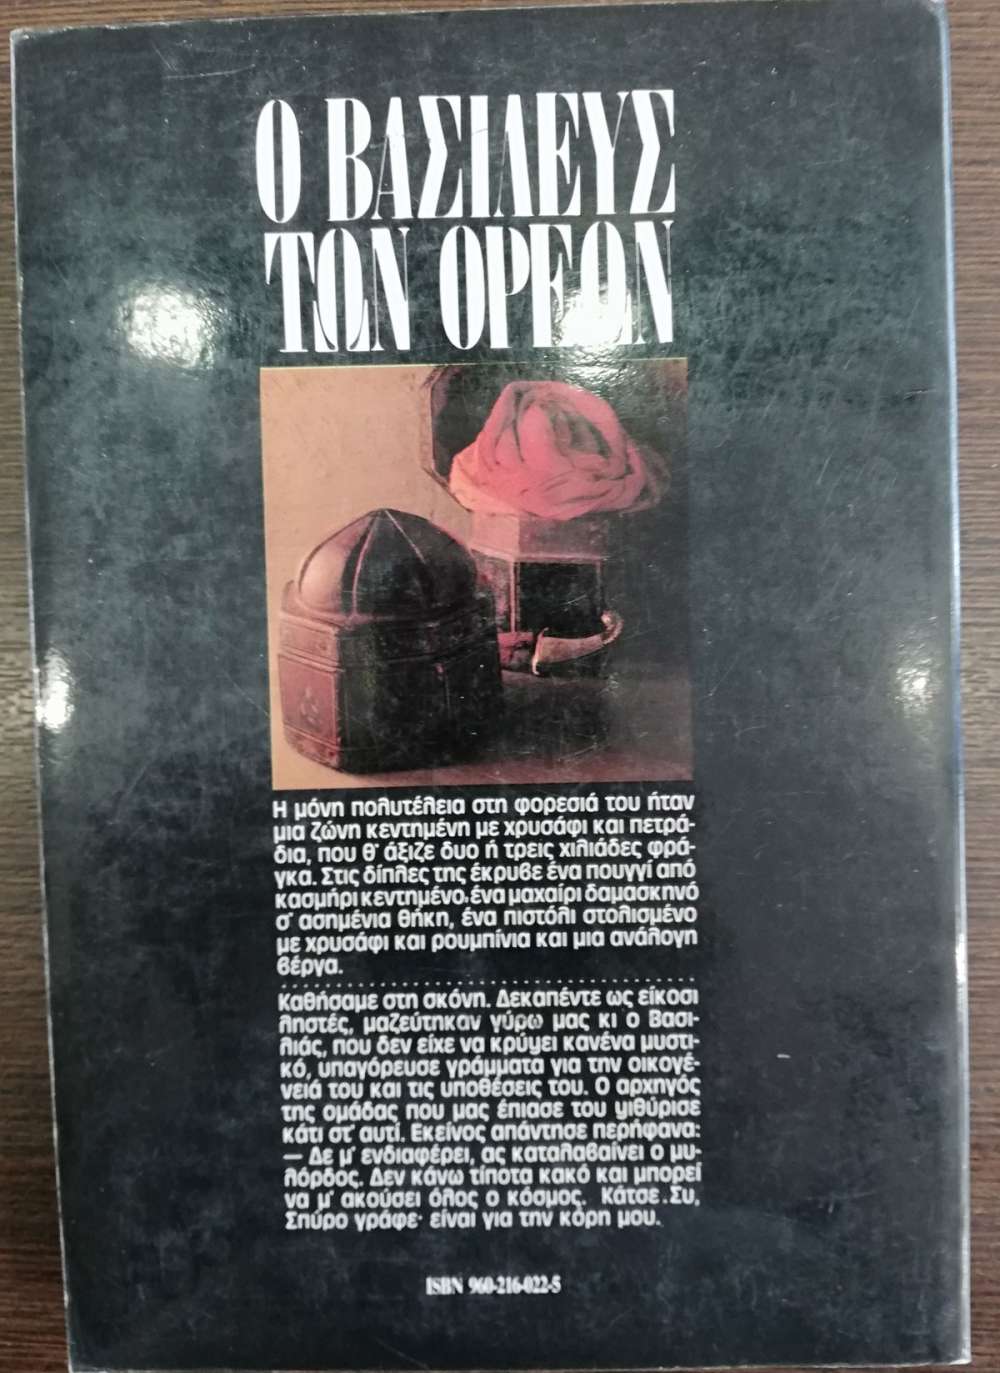 Ο ΒΑΣΙΛΕΥΣ
ΤΩΝ ΟΡΕΩΝ
Η μόνη πολυτέλεια στη φορεσιά του ήταν
μια ζώνη κεντημένη με χρυσάφι και πετρά-
δια, που θ' άξιζε δυο ή τρεις χιλιάδες φρά-
γκα. Στις δίπλες της έκρυβε ένα πουγγί από
κασμήρι κεντημένο, ένα μαχαίρι δαμασκηνό
σ' ασημένια θήκη, ένα πιστόλι στολισμένο
με χρυσάφι και ρουμπίνια και μια ανάλογη
βέργα.
Καθήσαμε στη σκόνη. Δεκαπέντε ως είκοσι
ληστές, μαζεύτηκαν γύρω μας κι ο Βασι-
λιάς, που δεν είχε να κρύψει κανένα μυστι-
κό, υπαγόρευσε γράμματα για την οικογέ-
νειά του και τις υποθέσεις του. Ο αρχηγός
της ομάδας που μας έπιασε του ψιθύρισε
κάτι στ' αυτί. Εκείνος απάντησε περήφανα:
— Δε μ' ενδιαφέρει, ας καταλαβαίνει ο μυ-
λόρδος. Δεν κάνω τίποτα κακό και μπορεί
να μ' ακούσει όλος ο κόσμος. Κάτσε. Συ,
Σπύρο γράφε· είναι για την κόρη μου.
ISBN 960-216-022-5